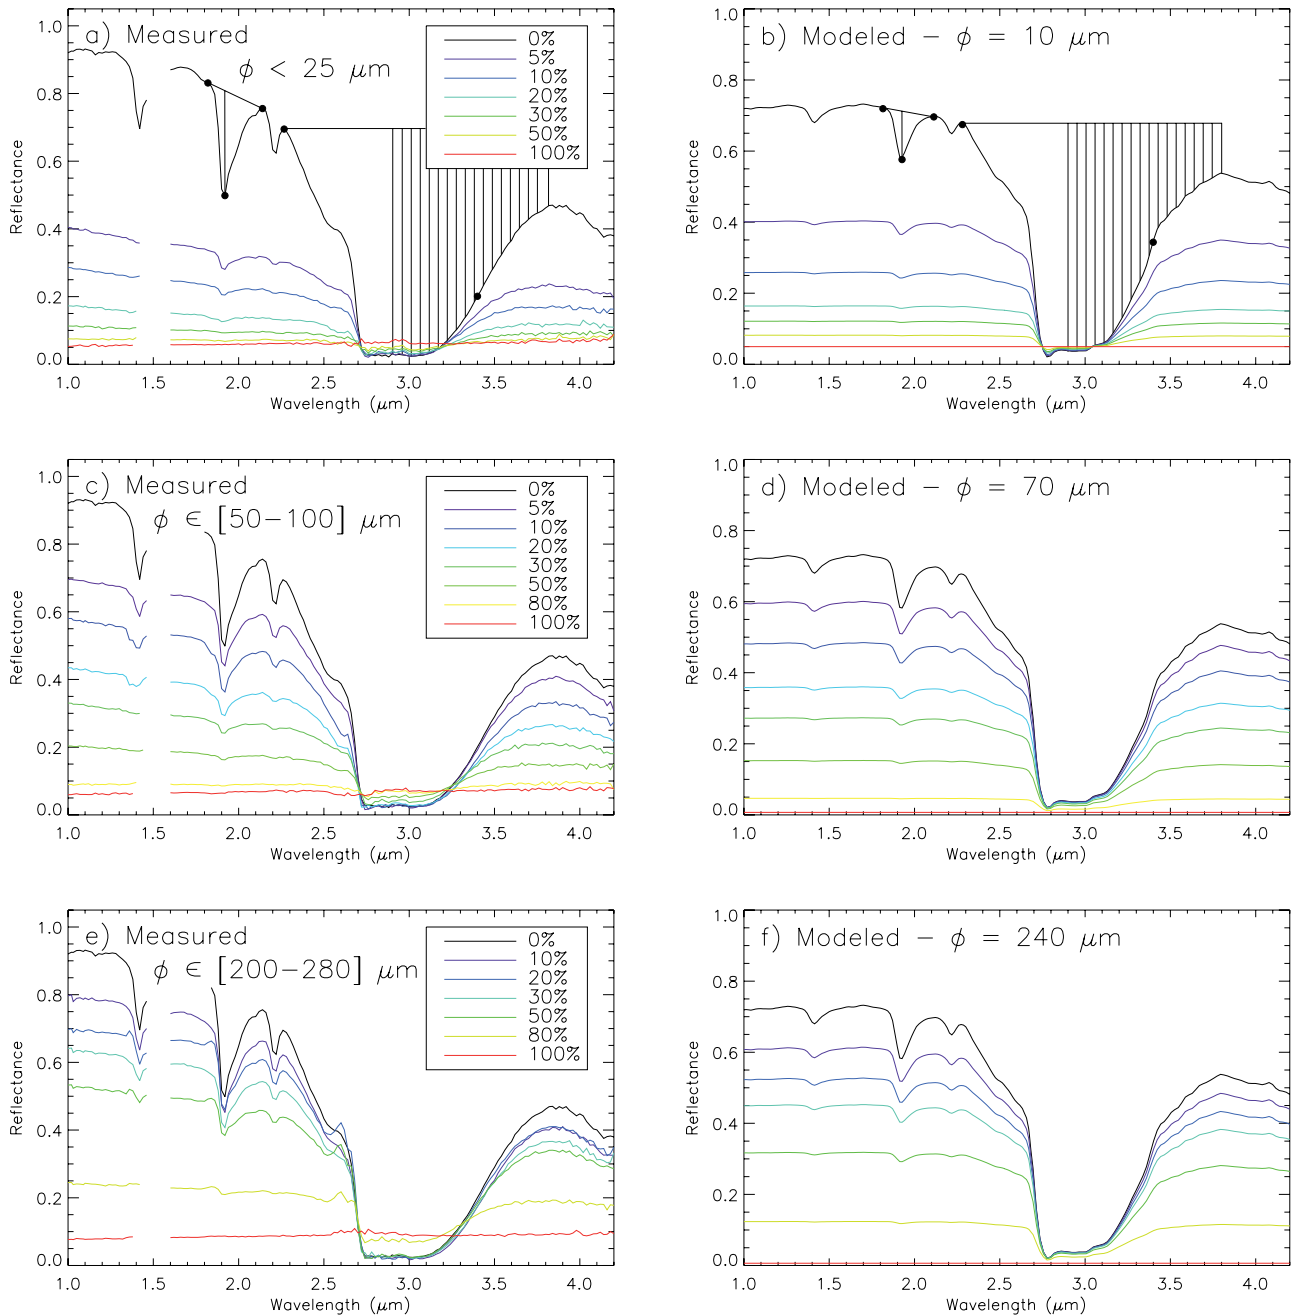 a) Measured
φ < 25 μm
0%
5%
10%
20%
30%
50%
100%
1.0
0.8
0.6
0.4
0.2
0.0
Reflectance
1.0 1.5 2.0 2.5 3.0 3.5 4.0
Wavelength (μm)
b) Modeled – φ = 10 μm
1.0
0.8
0.6
0.4
0.2
0.0
Reflectance
1.0 1.5 2.0 2.5 3.0 3.5 4.0
Wavelength (μm)
c) Measured
φ ∈ [50–100] μm
0%
5%
10%
20%
30%
50%
80%
100%
1.0
0.8
0.6
0.4
0.2
0.0
Reflectance
1.0 1.5 2.0 2.5 3.0 3.5 4.0
Wavelength (μm)
d) Modeled – φ = 70 μm
1.0
0.8
0.6
0.4
0.2
0.0
Reflectance
1.0 1.5 2.0 2.5 3.0 3.5 4.0
Wavelength (μm)
e) Measured
φ ∈ [200–280] μm
0%
10%
20%
30%
50%
80%
100%
1.0
0.8
0.6
0.4
0.2
0.0
Reflectance
1.0 1.5 2.0 2.5 3.0 3.5 4.0
Wavelength (μm)
f) Modeled – φ = 240 μm
1.0
0.8
0.6
0.4
0.2
0.0
Reflectance
1.0 1.5 2.0 2.5 3.0 3.5 4.0
Wavelength (μm)